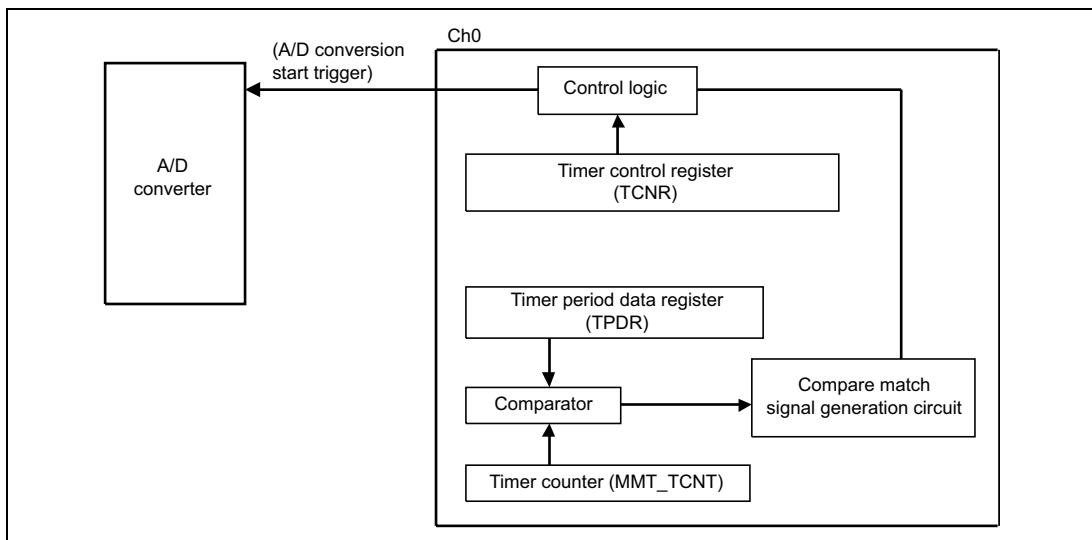 Ch0
(A/D conversion
start trigger)
Control logic
A/D
converter
Timer control register
(TCNR)
Timer period data register
(TPDR)
Comparator
Compare match
signal generation circuit
Timer counter (MMT_TCNT)